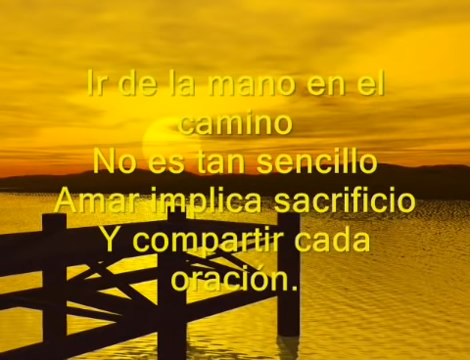 Ir de la mano en el
camino
No es tan sencillo
Amar implica sacrificio
Y compartir cada
oración.